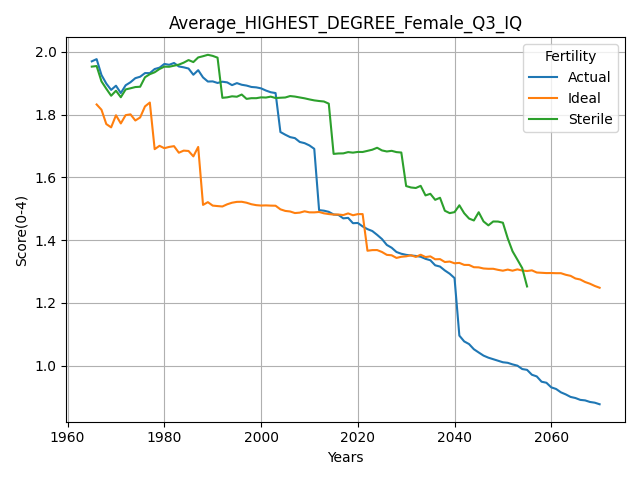 Average_HIGHEST_DEGREE_Female_Q3_IQ
Fertility
Actual
Ideal
Sterile
Score(0-4)
2.0
1.8
1.6
1.4
1.2
1.0
1960
1980
2000
2020
2040
2060
Years